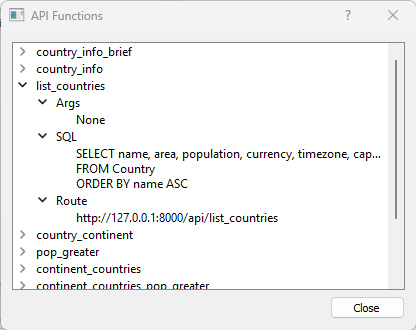 API Functions
?
country_info_brief
country_info
list_countries
Args
None
SQL
SELECT name, area, population, currency, timezone, cap...
FROM Country
ORDER BY name ASC
Route
http://127.0.0.1:8000/api/list_countries
country_continent
pop_greater
continent_countries
continent_countries_pop_greater
Close